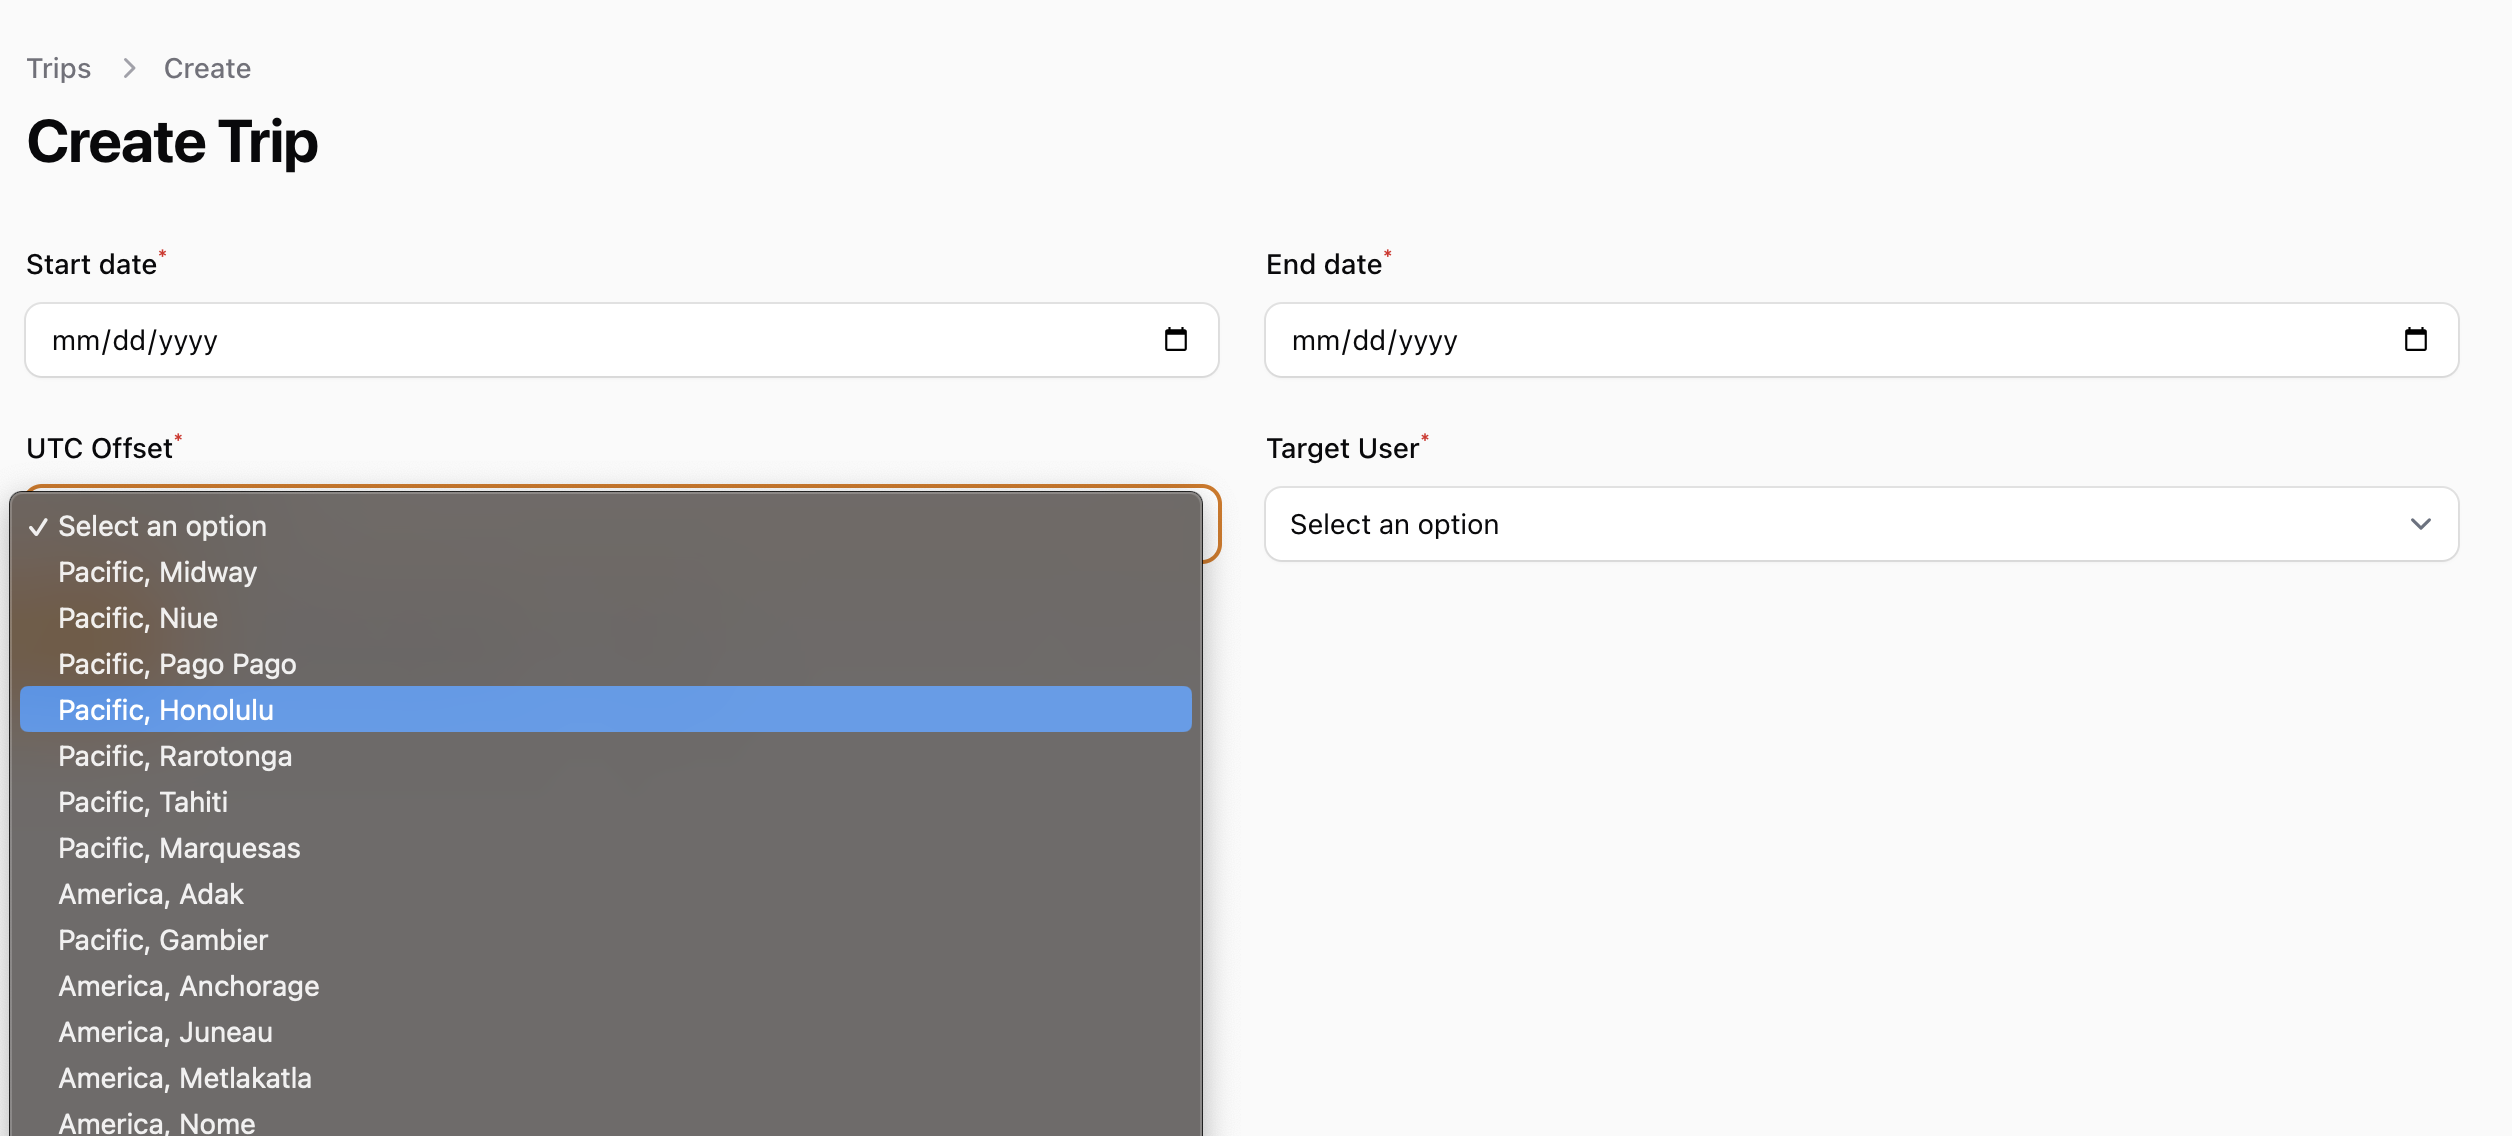 Trips > Create
Create Trip
Start date*
End date*
mm/dd/yyyy
mm/dd/yyyy
UTC Offset*
Target User*
Select an option
✓ Select an option
Pacific, Midway
Pacific, Niue
Pacific, Pago Pago
Pacific, Honolulu
Pacific, Rarotonga
Pacific, Tahiti
Pacific, Marquesas
America, Adak
Pacific, Gambier
America, Anchorage
America, Juneau
America, Metlakatla
America, Nome